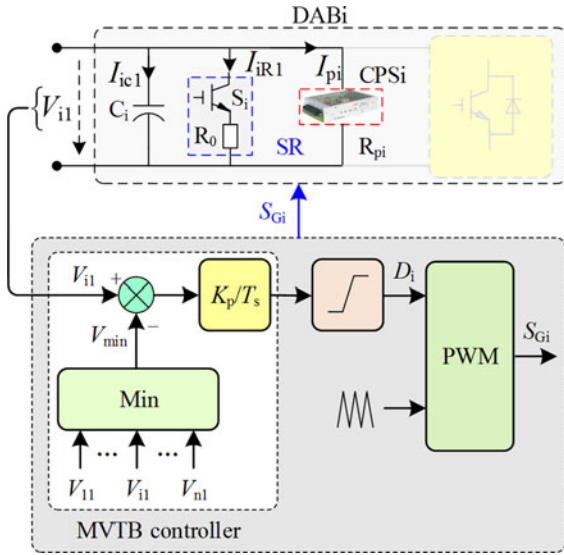 DABi
I_ic1
I_iR1
I_pi
CPSi
V_i1
C_i
S_i
R_0
SR
R_pi
S_Gi
V_i1
+
K_p/T_s
D_i
V_min
−
PWM
S_Gi
Min
... ...
V_11 V_i1 V_n1
MVTB controller